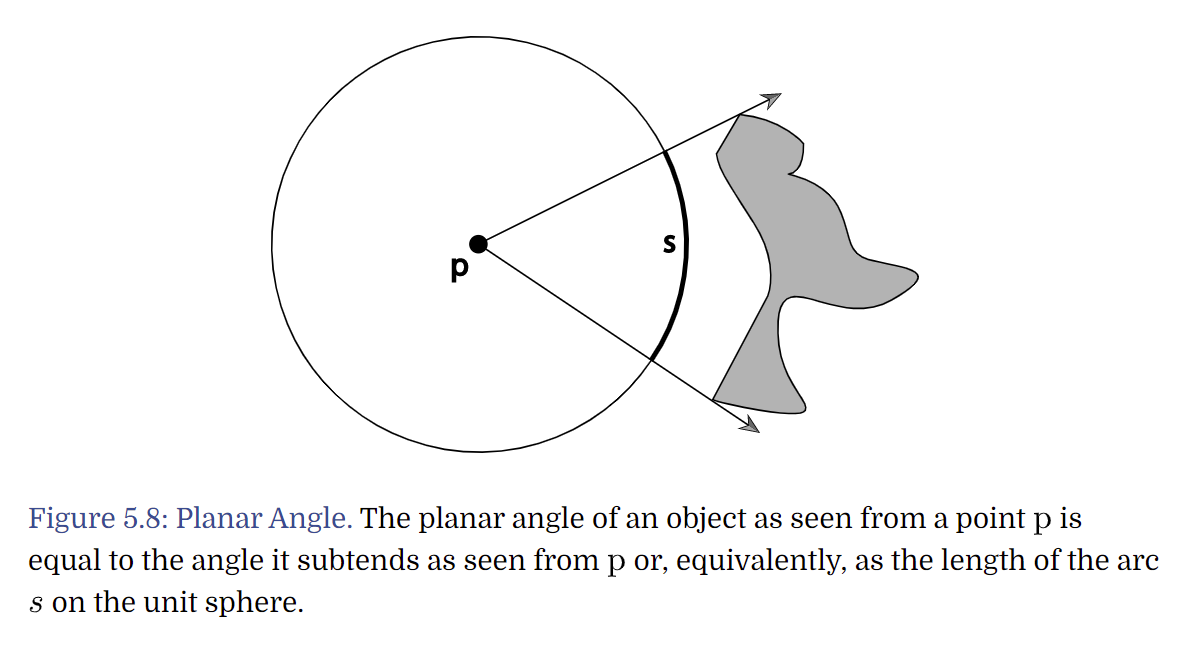 s
p
Figure 5.8: Planar Angle. The planar angle of an object as seen from a point p is
equal to the angle it subtends as seen from p or, equivalently, as the length of the arc
s on the unit sphere.